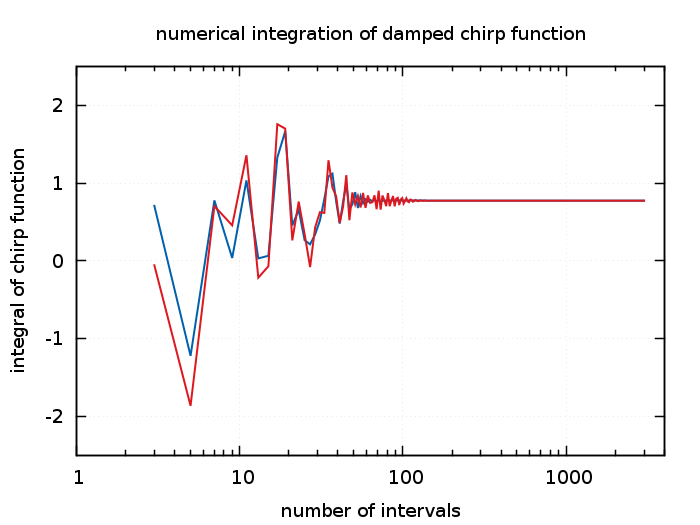 numerical integration of damped chirp function
2
1
0
-1
-2
integral of chirp function
1 10 100 1000
number of intervals